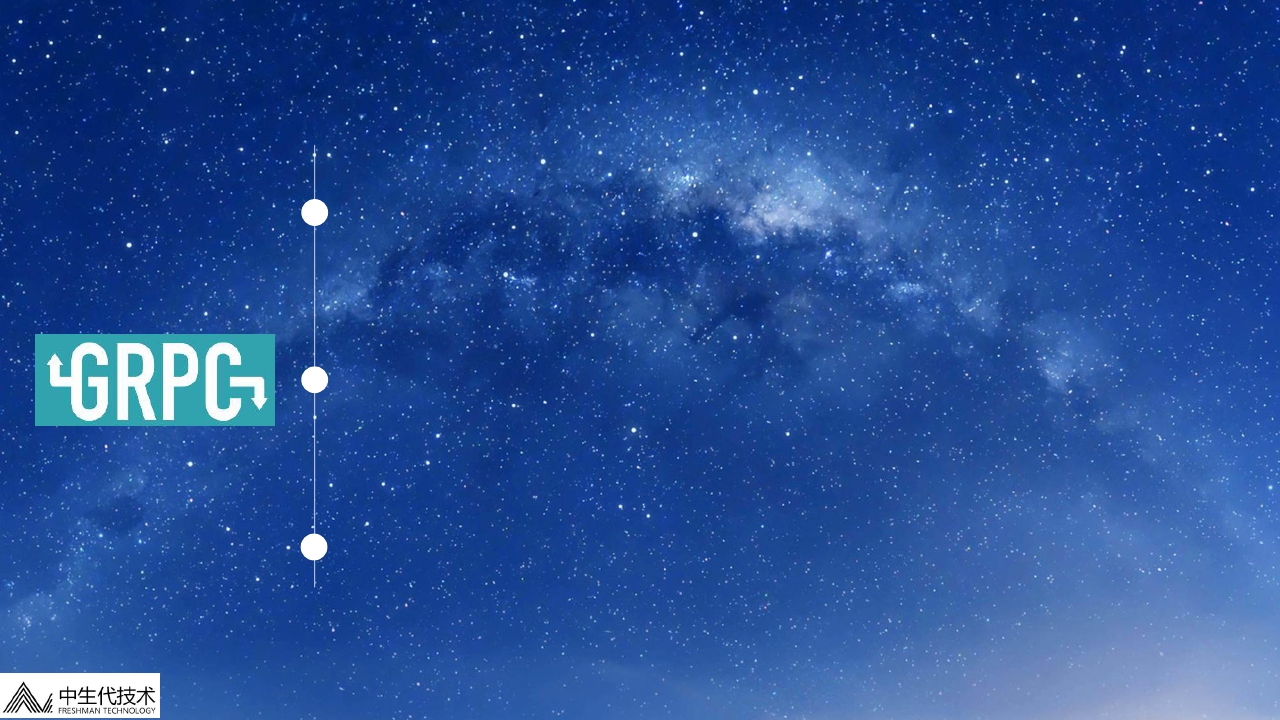 GRPC
中生代技术
FRESHMAN TECHNOLOGY